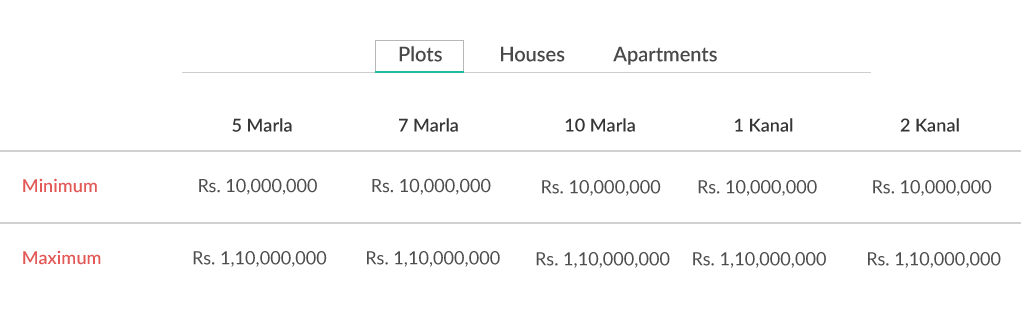 Plots Houses Apartments
5 Marla 7 Marla 10 Marla 1 Kanal 2 Kanal
Minimum Rs. 10,000,000 Rs. 10,000,000 Rs. 10,000,000 Rs. 10,000,000 Rs. 10,000,000
Maximum Rs. 1,10,000,000 Rs. 1,10,000,000 Rs. 1,10,000,000 Rs. 1,10,000,000 Rs. 1,10,000,000